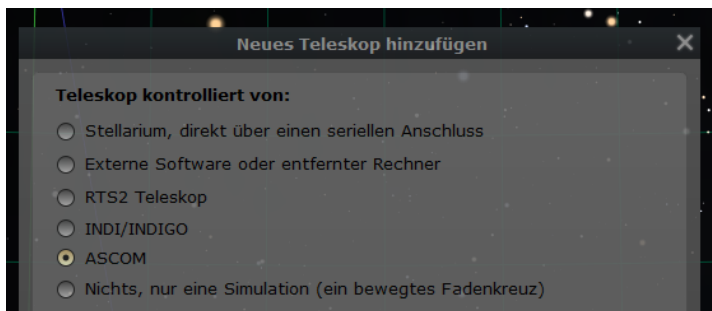 Neues Teleskop hinzufügen
Teleskop kontrolliert von:
Stellarium, direkt über einen seriellen Anschluss
Externe Software oder entfernter Rechner
RTS2 Teleskop
INDI/INDIGO
ASCOM
Nichts, nur eine Simulation (ein bewegtes Fadenkreuz)